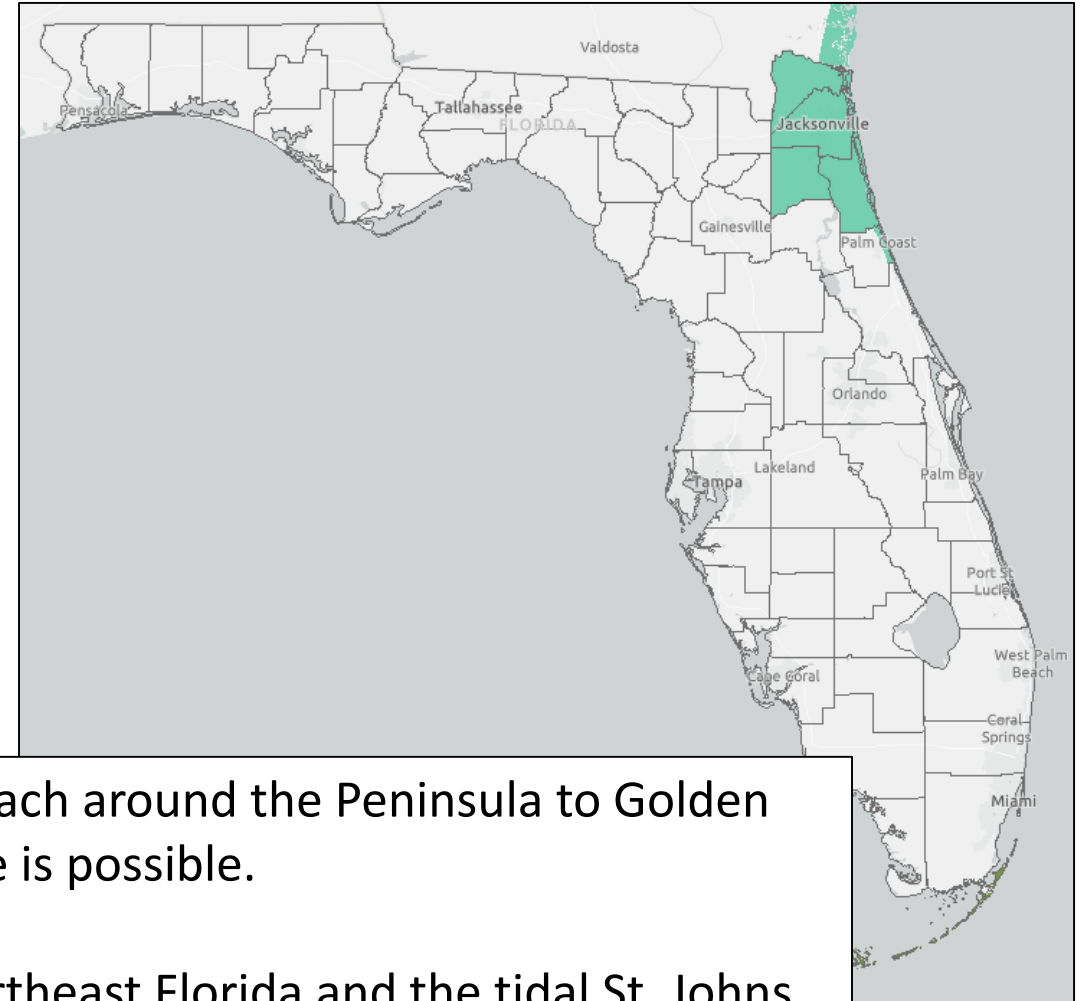 Valdosta
Pensacola
Tallahassee
FLORIDA
Jacksonville
Gainesville
Palm Coast
Orlando
Lakeland
Palm Bay
Tampa
Port St
Lucie
West Palm
Beach
Cape Coral
Coral
Springs
Miami
ach around the Peninsula to Golden
e is possible.
rtheast Florida and the tidal St. Johns